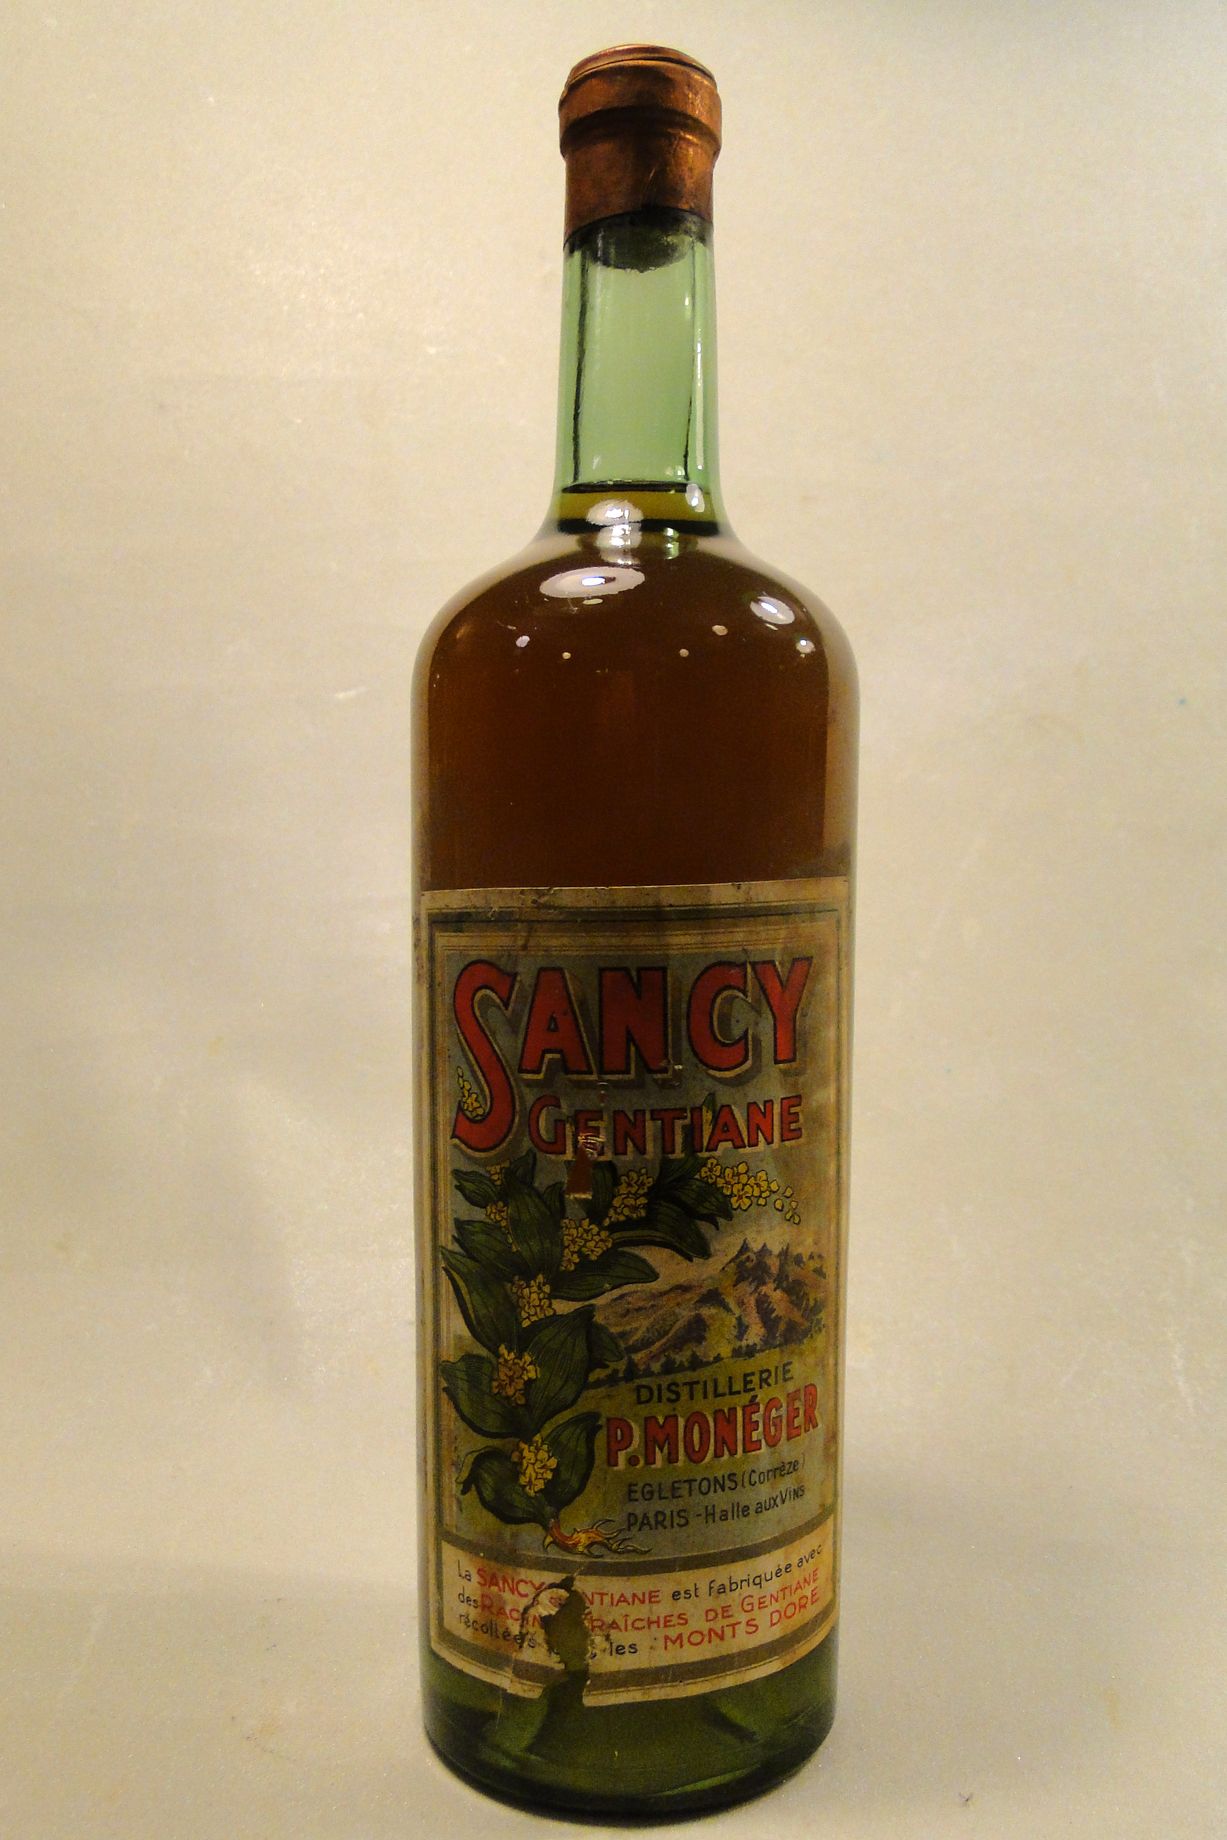 SANCY
GENTIANE
DISTILLERIE
P. MONÉGER
EGLETONS (Corrèze)
PARIS - Halle aux Vins
La SANCY GENTIANE est fabriquée avec
des RACINES FRAÎCHES DE GENTIANE
récoltées les MONTS DORE